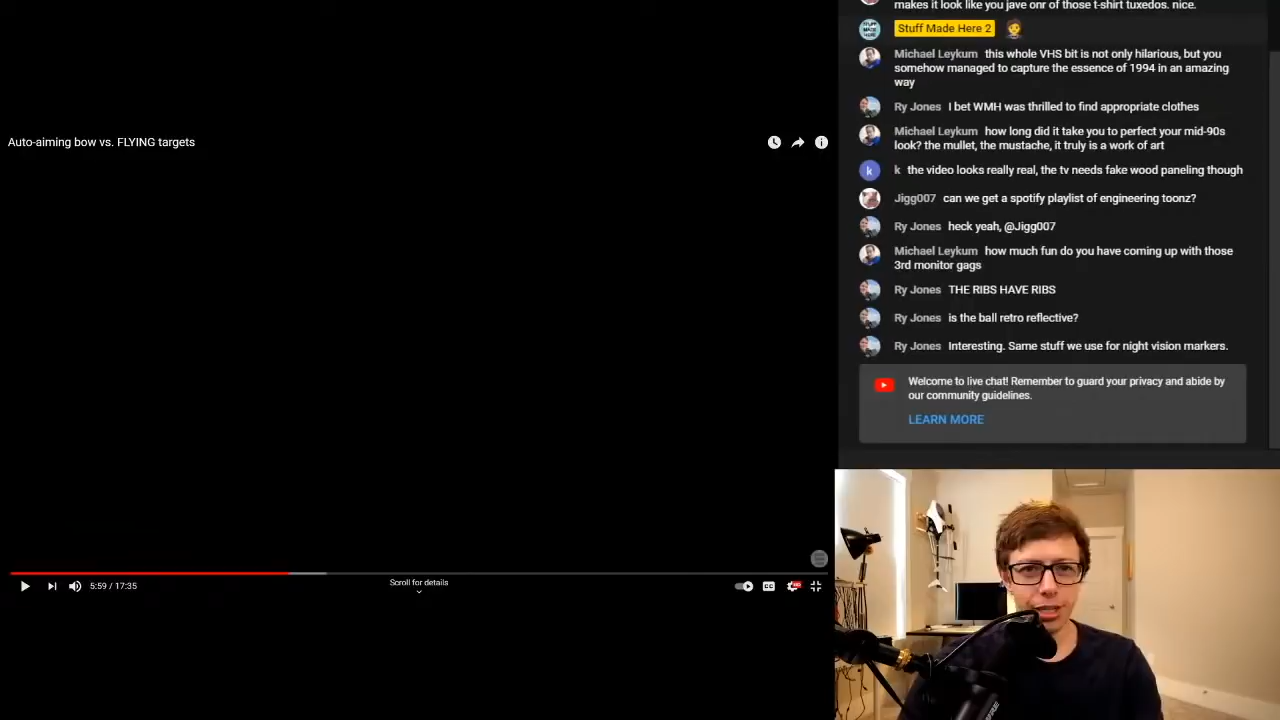 makes it look like you jave onr of those t-shirt tuxedos. nice.
Stuff Made Here 2
Michael Leykum this whole VHS bit is not only hilarious, but you
somehow managed to capture the essence of 1994 in an amazing
way
Ry Jones I bet WMH was thrilled to find appropriate clothes
Michael Leykum how long did it take you to perfect your mid-90s
look? the mullet, the mustache, it truly is a work of art
k the video looks really real, the tv needs fake wood paneling though
Jigg007 can we get a spotify playlist of engineering toonz?
Ry Jones heck yeah, @Jigg007
Michael Leykum how much fun do you have coming up with those
3rd monitor gags
Ry Jones THE RIBS HAVE RIBS
Ry Jones is the ball retro reflective?
Ry Jones Interesting. Same stuff we use for night vision markers.
Welcome to live chat! Remember to guard your privacy and abide by
our community guidelines.
LEARN MORE
Auto-aiming bow vs. FLYING targets
5:59 / 17:35
Scroll for details
CC